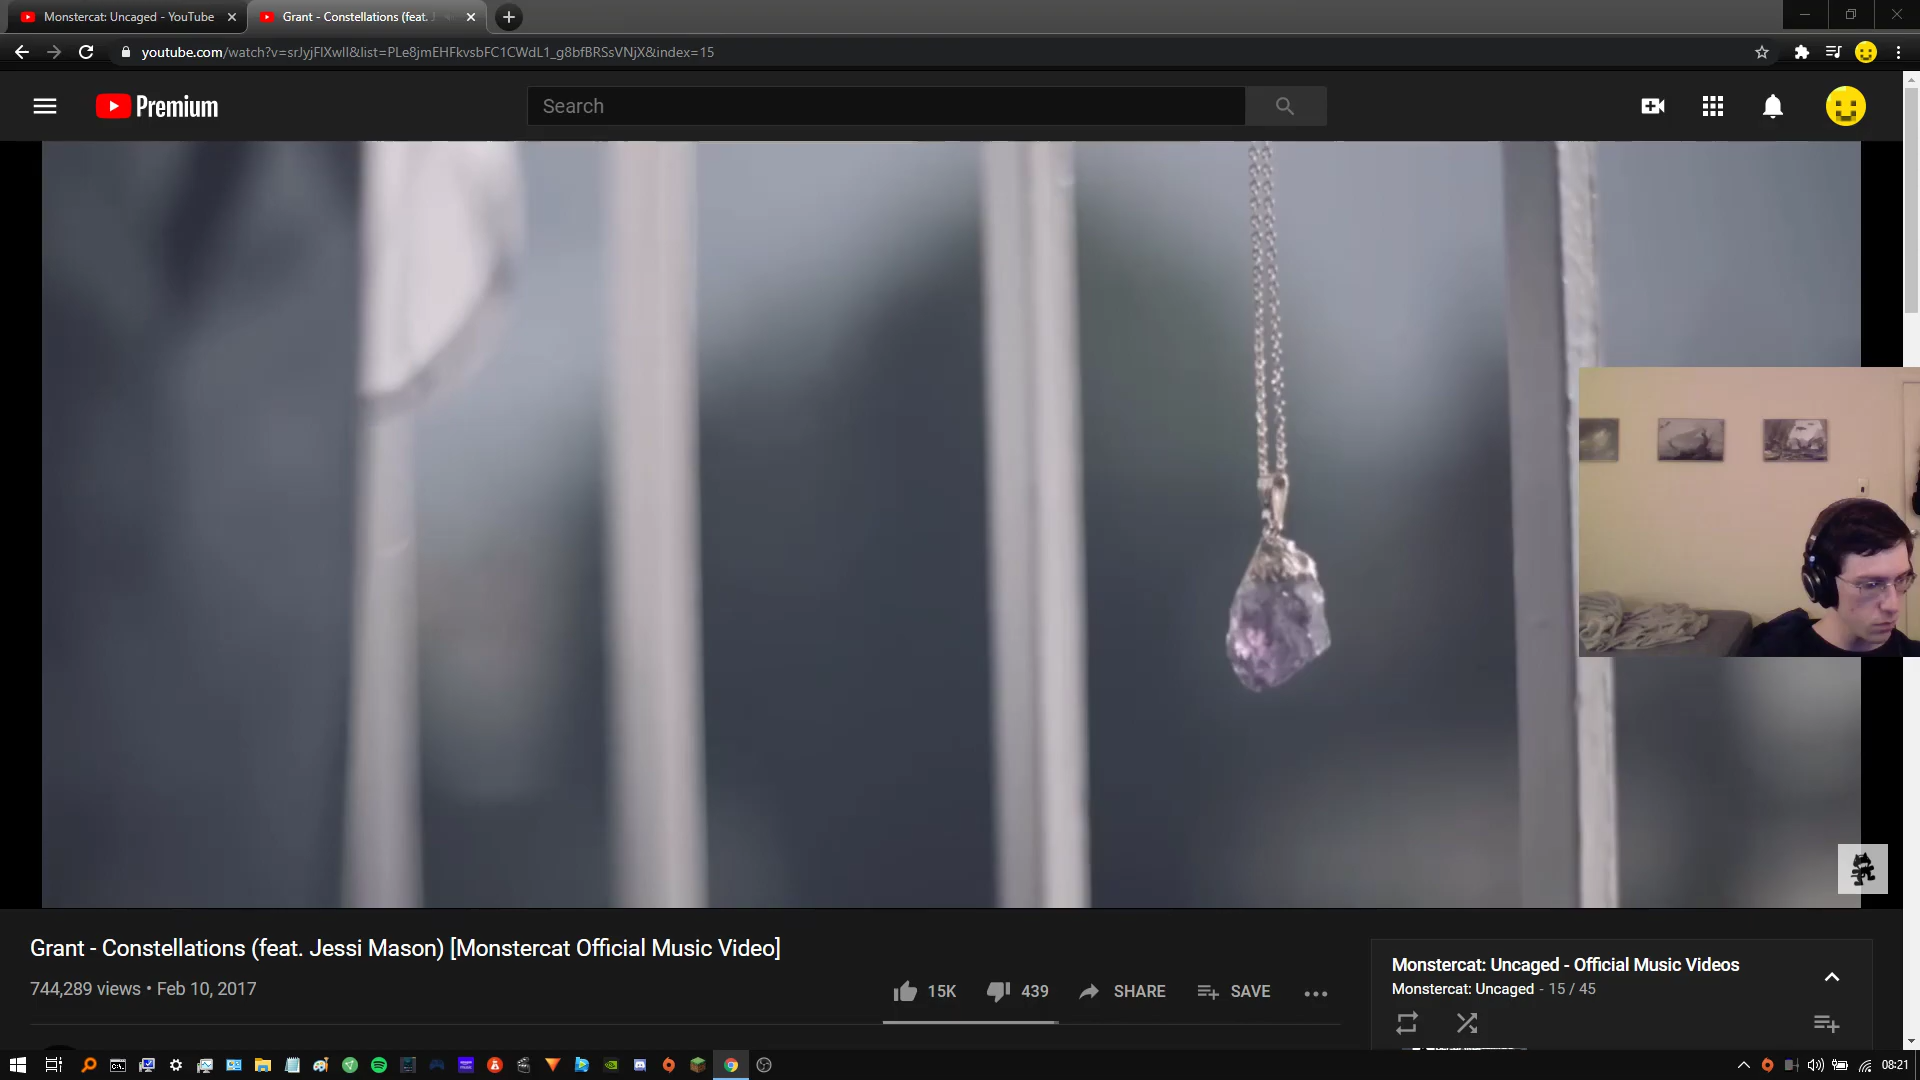 Monstercat: Uncaged - YouTube
Grant - Constellations (feat. J
youtube.com/watch?v=srJyjFlXwlI&list=PLe8jmEHFkvsbFC1CWdL1_g8bfBRSsVNjX&index=15
Premium
Search
Grant - Constellations (feat. Jessi Mason) [Monstercat Official Music Video]
744,289 views • Feb 10, 2017
15K
439
SHARE
SAVE
Monstercat: Uncaged - Official Music Videos
Monstercat: Uncaged - 15 / 45
08:21